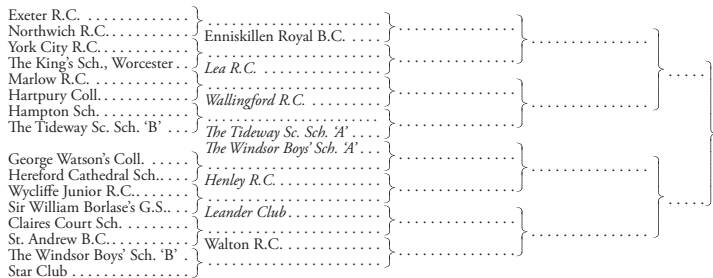 Exeter R.C.
Northwich R.C.
York City R.C.
The King's Sch., Worcester
Marlow R.C.
Hartpury Coll.
Hampton Sch.
The Tideway Sc. Sch. 'B'
George Watson's Coll.
Hereford Cathedral Sch.
Wycliffe Junior R.C.
Sir William Borlase's G.S.
Claires Court Sch.
St. Andrew B.C.
The Windsor Boys' Sch. 'B'
Star Club
Enniskillen Royal B.C.
Lea R.C.
Wallingford R.C.
The Tideway Sc. Sch. 'A'
The Windsor Boys' Sch. 'A'
Henley R.C.
Leander Club
Walton R.C.